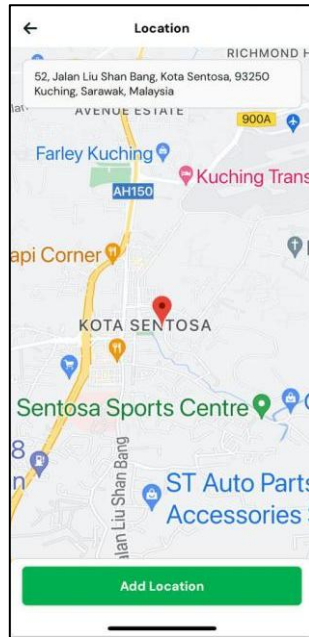 Location
RICHMOND H
52, Jalan Liu Shan Bang, Kota Sentosa, 93250
Kuching, Sarawak, Malaysia
AVENUE ESTATE
900A
Farley Kuching
Kuching Trans
AH150
api Corner
KOTA SENTOSA
Sentosa Sports Centre
8
n
Jalan Liu Shan Bang
ST Auto Parts
Accessories
Add Location